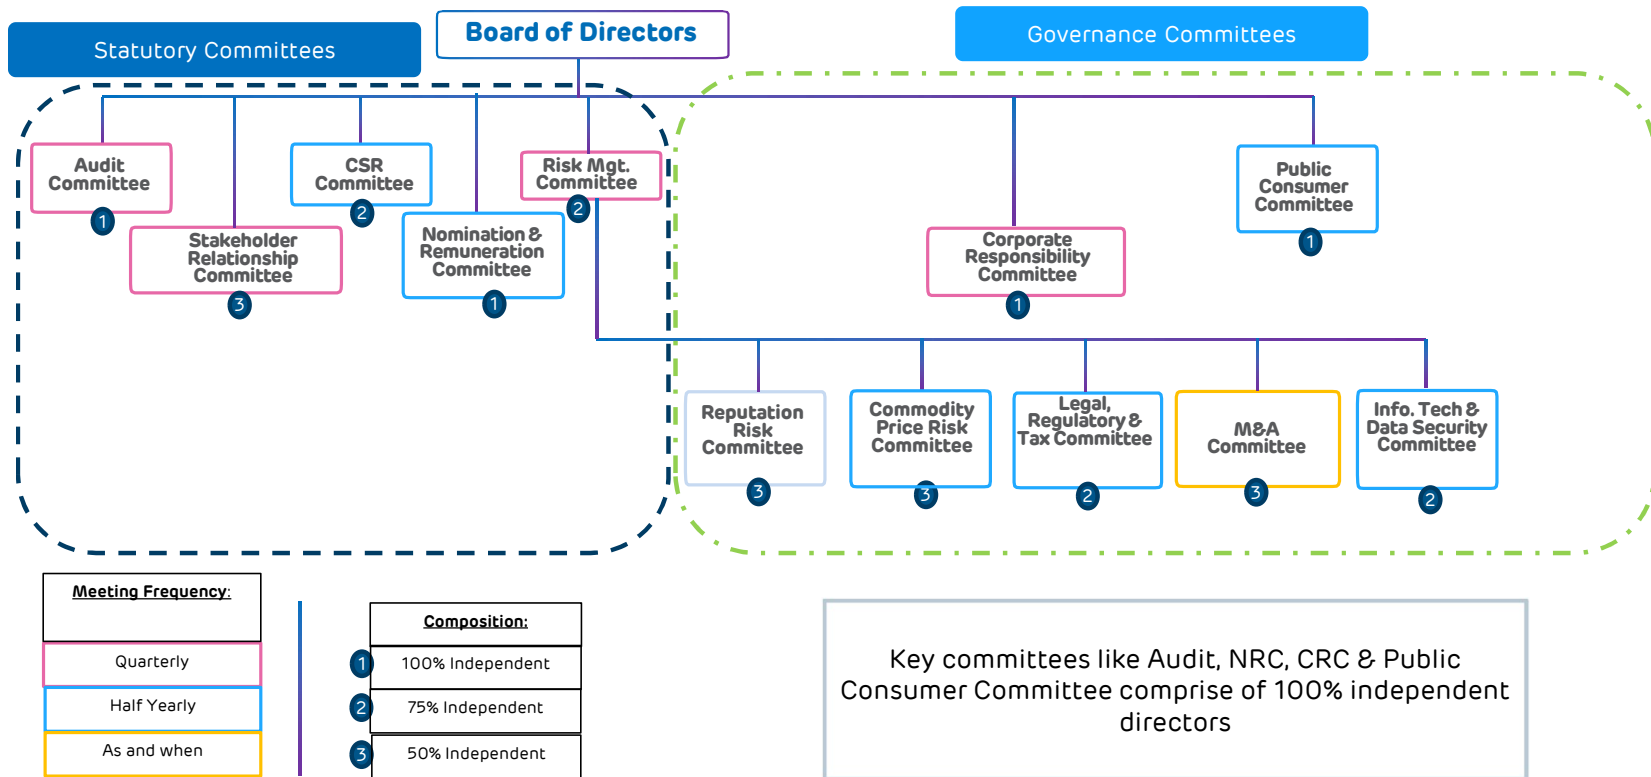 Statutory Committees
Board of Directors
Governance Committees
Audit
Committee
1
Stakeholder
Relationship
Committee
3
CSR
Committee
2
Nomination &
Remuneration
Committee
1
Risk Mgt.
Committee
2
Corporate
Responsibility
Committee
1
Public
Consumer
Committee
1
Reputation
Risk
Committee
3
Commodity
Price Risk
Committee
3
Legal,
Regulatory &
Tax Committee
2
M&A
Committee
3
Info. Tech &
Data Security
Committee
2
Meeting Frequency:
Quarterly
Half Yearly
As and when
Composition:
1 100% Independent
2 75% Independent
3 50% Independent
Key committees like Audit, NRC, CRC & Public
Consumer Committee comprise of 100% independent
directors